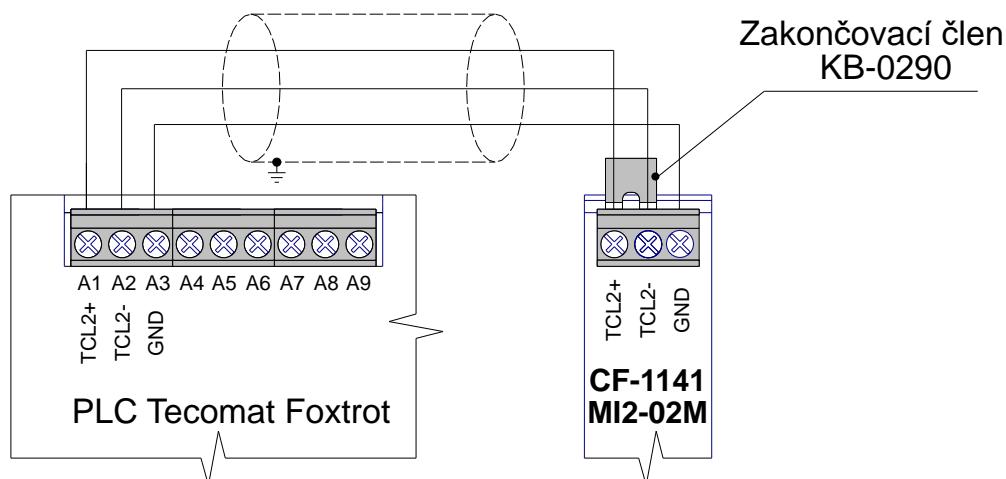 Zakončovací člen
KB-0290
A1 A2 A3 A4 A5 A6 A7 A8 A9
TCL2+
TCL2-
GND
PLC Tecomat Foxtrot
TCL2+
TCL2-
GND
CF-1141
MI2-02M